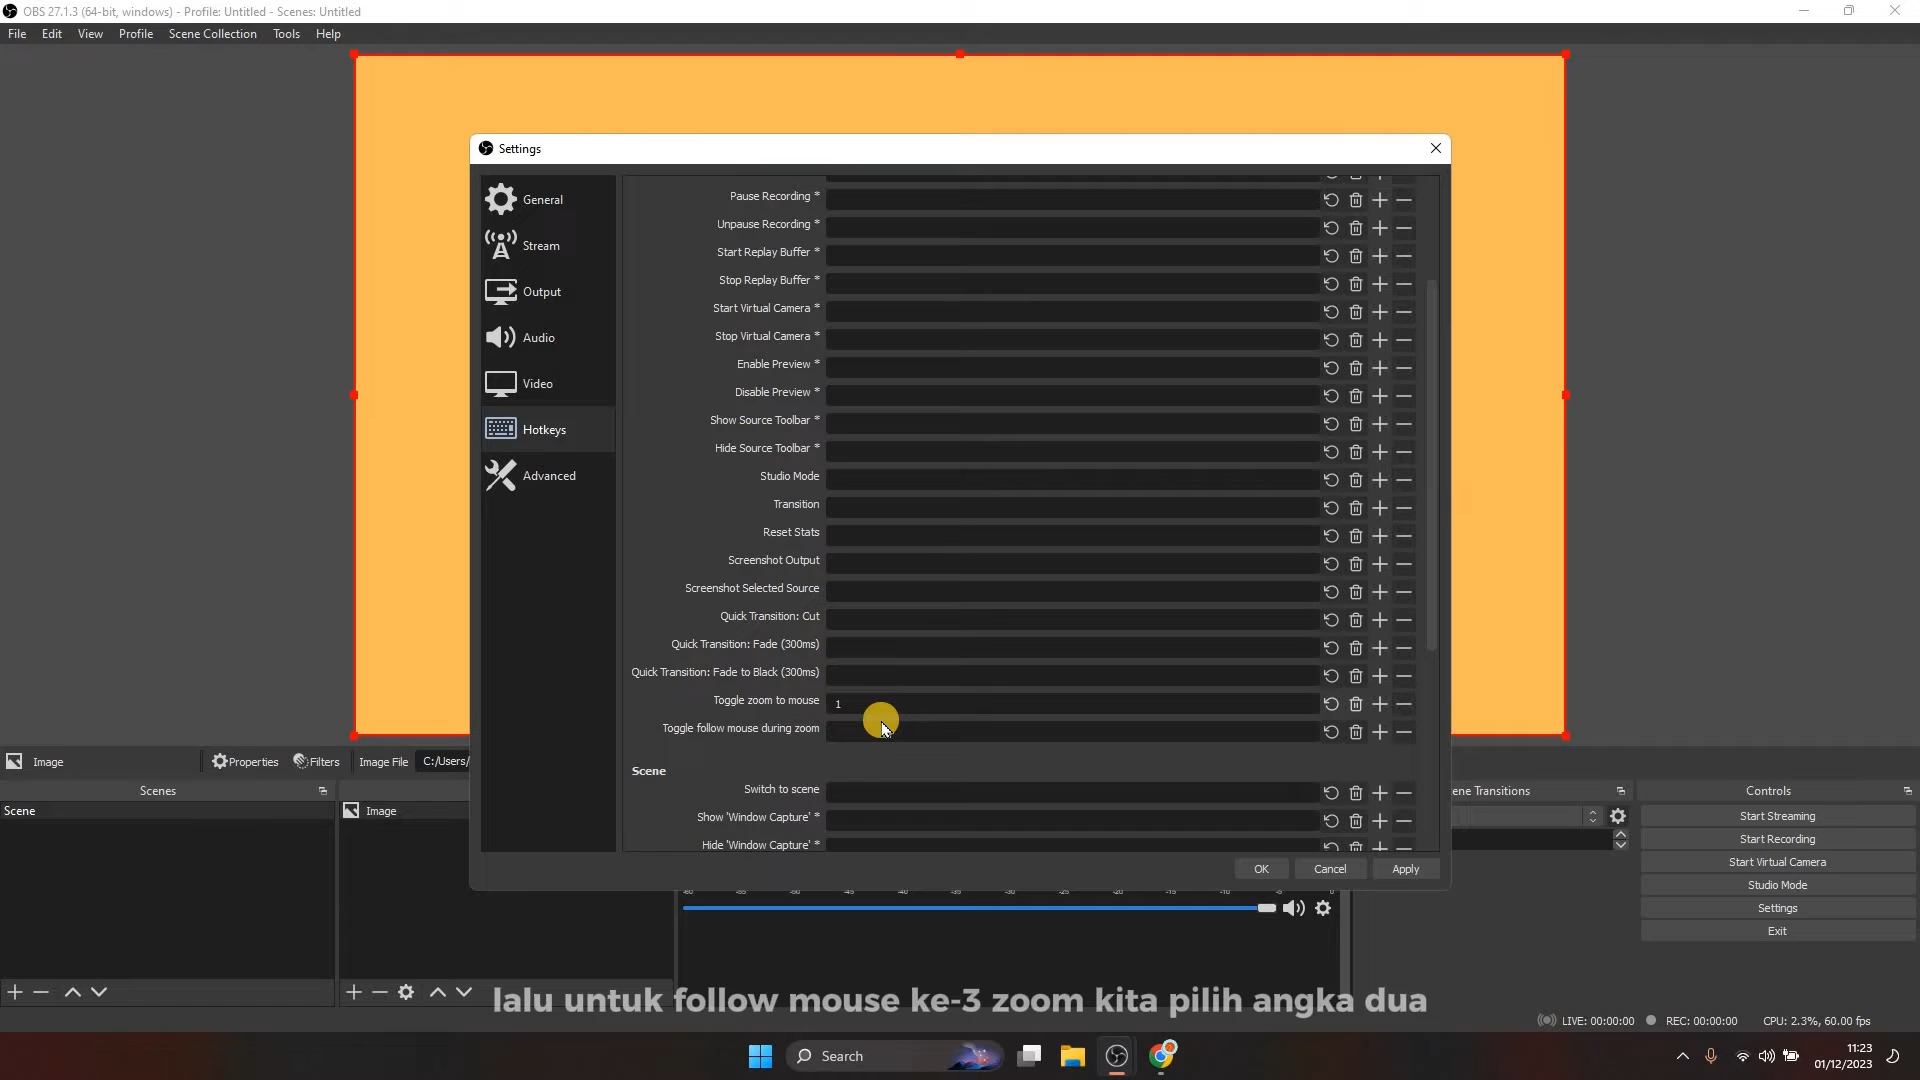 OBS 27.1.3 (64-bit, windows) - Profile: Untitled - Scenes: Untitled
File Edit View Profile Scene Collection Tools Help
Settings
General
Stream
Output
Audio
Video
Hotkeys
Advanced
Pause Recording *
Unpause Recording *
Start Replay Buffer *
Stop Replay Buffer *
Start Virtual Camera *
Stop Virtual Camera *
Enable Preview *
Disable Preview *
Show Source Toolbar *
Hide Source Toolbar *
Studio Mode
Transition
Reset Stats
Screenshot Output
Screenshot Selected Source
Quick Transition: Cut
Quick Transition: Fade (300ms)
Quick Transition: Fade to Black (300ms)
Toggle zoom to mouse 1
Toggle follow mouse during zoom
Scene
Switch to scene
Show 'Window Capture' *
Hide 'Window Capture' *
OK Cancel Apply
Image Properties Filters Image File C:/Users/
Scenes
Scene
Image
ene Transitions
Controls
Start Streaming
Start Recording
Start Virtual Camera
Studio Mode
Settings
Exit
lalu untuk follow mouse ke-3 zoom kita pilih angka dua
LIVE: 00:00:00 REC: 00:00:00 CPU: 2.3%, 60.00 fps
Search
11:23
01/12/2023